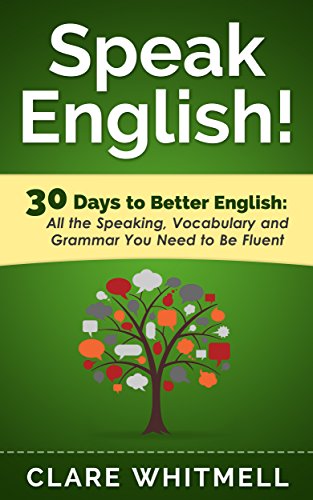 Speak
English!
30 Days to Better English:
All the Speaking, Vocabulary and
Grammar You Need to Be Fluent
CLARE WHITMELL